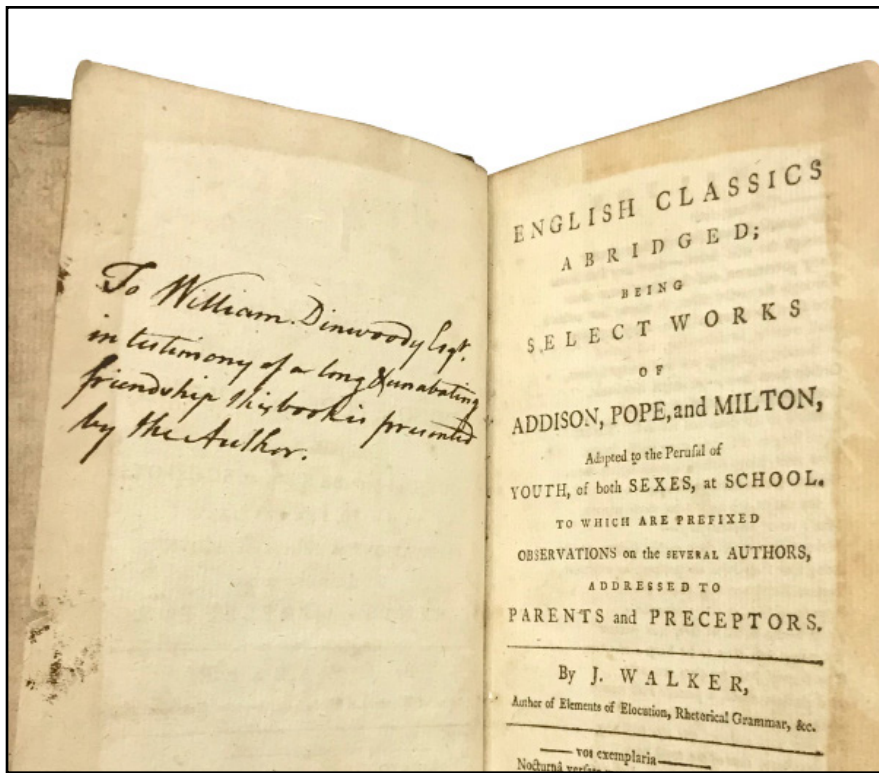 To William Dinwoody Esqr.
in testimony of a long & unabating
friendship this book is presented
by the Author.
ENGLISH CLASSICS
ABRIDGED;
BEING
SELECT WORKS
OF
ADDISON, POPE, and MILTON,
Adapted to the Peruſal of
YOUTH, of both SEXES, at SCHOOL.
TO WHICH ARE PREFIXED
OBSERVATIONS on the SEVERAL AUTHORS,
ADDRESSED TO
PARENTS and PRECEPTORS.
By J. WALKER,
Author of Elements of Elocution, Rhetorical Grammar, &c.
—— vos exemplaria ——
Nocturnâ